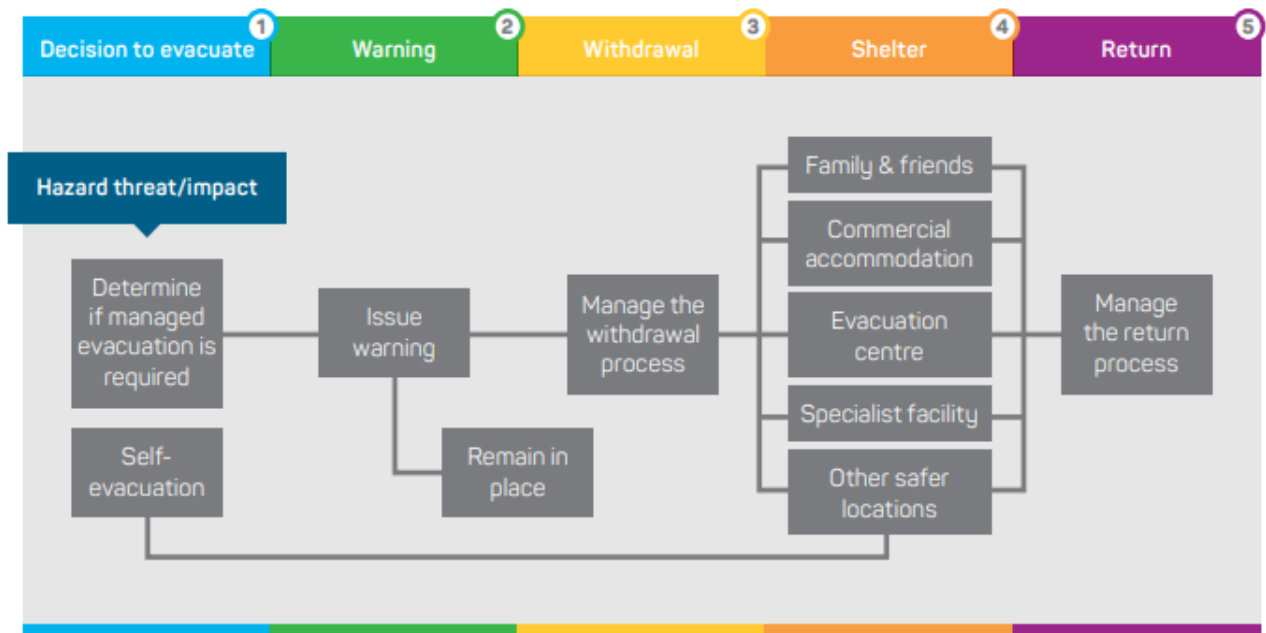 1
2
3
4
5
Decision to evacuate
Warning
Withdrawal
Shelter
Return
Hazard threat/impact
Determine
if managed
evacuation is
required
Self-
evacuation
Issue
warning
Remain in
place
Manage the
withdrawal
process
Family & friends
Commercial
accommodation
Evacuation
centre
Specialist facility
Other safer
locations
Manage
the return
process